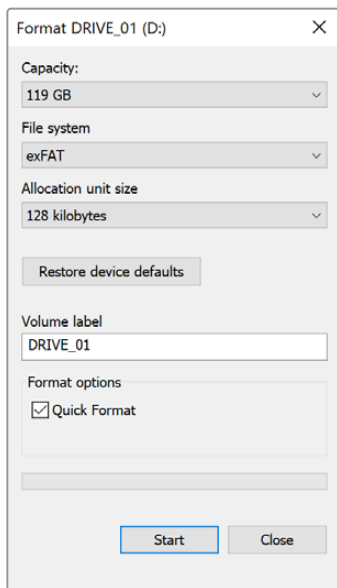 Format DRIVE_01 (D:)
Capacity:
119 GB
File system
exFAT
Allocation unit size
128 kilobytes
Restore device defaults
Volume label
DRIVE_01
Format options
Quick Format
Start Close